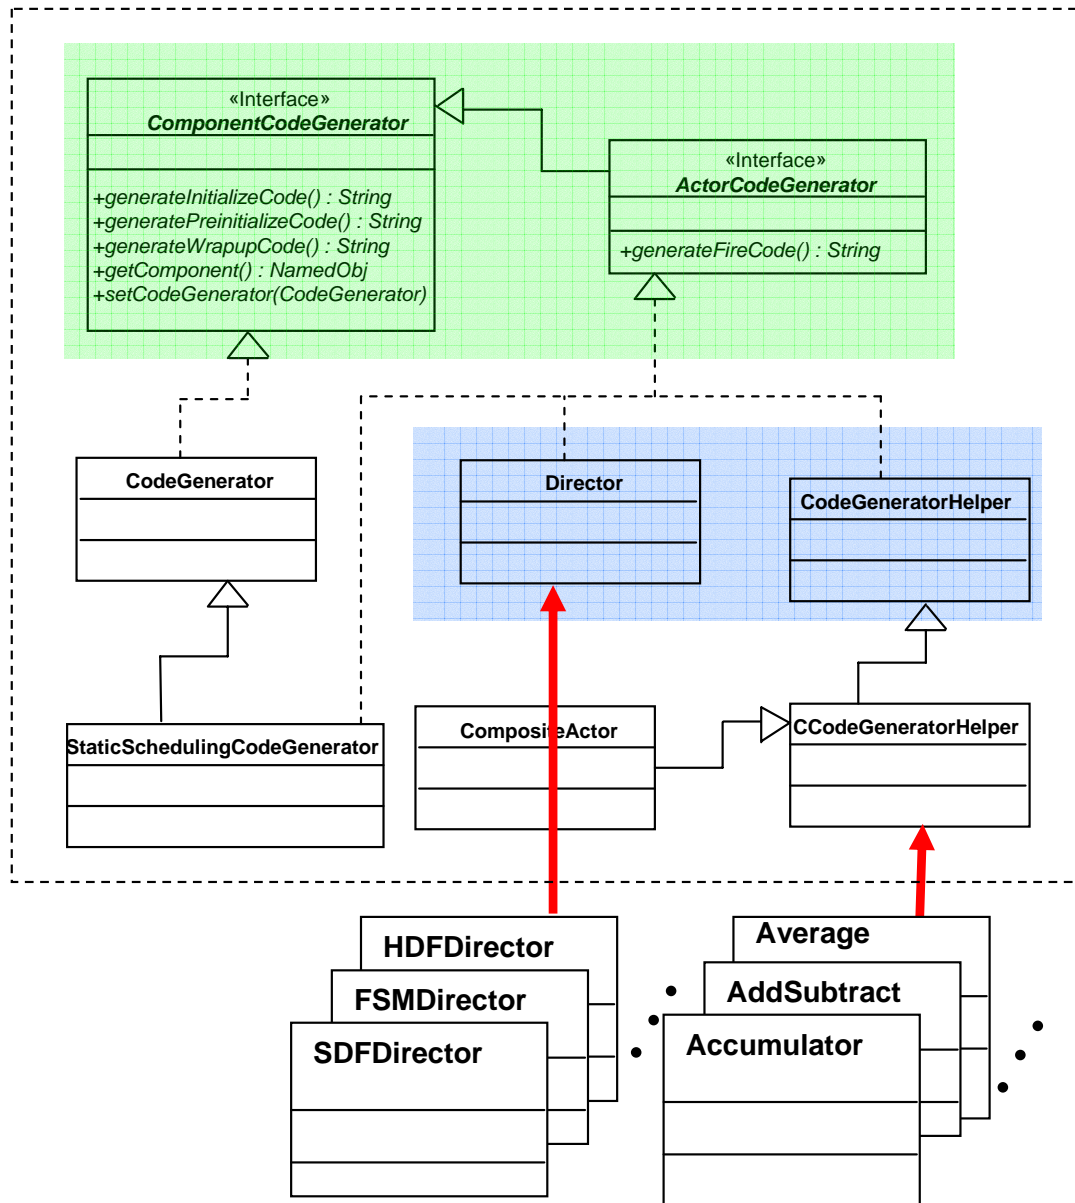 «Interface»
ComponentCodeGenerator
+generateInitializeCode() : String
+generatePreinitializeCode() : String
+generateWrapupCode() : String
+getComponent() : NamedObj
+setCodeGenerator(CodeGenerator)
«Interface»
ActorCodeGenerator
+generateFireCode() : String
CodeGenerator
Director
CodeGeneratorHelper
StaticSchedulingCodeGenerator
CompositeActor
CCodeGeneratorHelper
HDFDirector
FSMDirector
SDFDirector
Average
AddSubtract
Accumulator